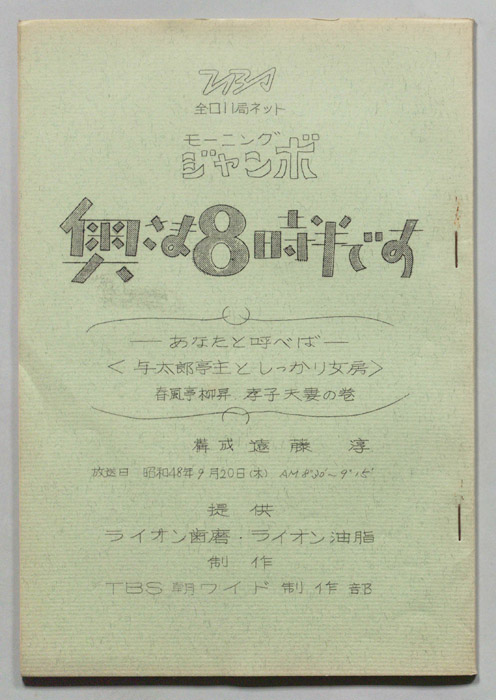 TBS
全国11局ネット
モーニング
ジャンボ
奥さま8時半です
―あなたと呼べば―
<与太郎亭主としっかり女房>
春風亭柳昇、孝子夫妻の巻
構成 遠藤 淳
放送日 昭和48年9月20日(木) AM8°30'~9°15'
提供
ライオン歯磨・ライオン油脂
制作
TBS朝ワイド制作部